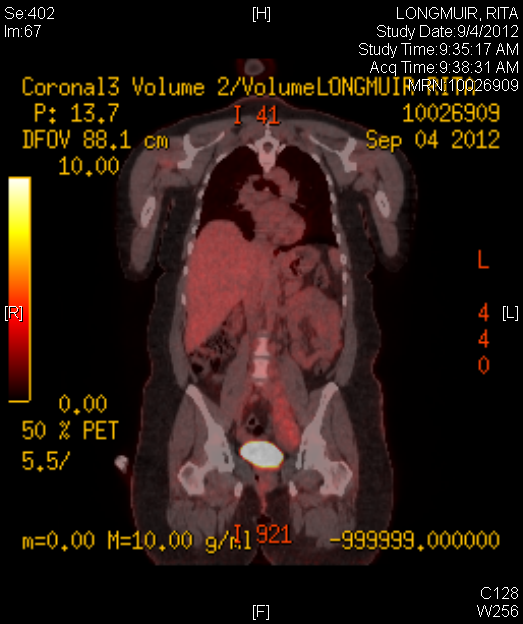 Se:402
Im:67
[H]
LONGMUIR, RITA
Study Date:9/4/2012
Study Time:9:35:17 AM
Acq Time:9:38:31 AM
MRN:10026909
Coronal3 Volume 2/VolumeLONGMUIR RITA
P: 13.7
I 41
10026909
DFOV 88.1 cm
Sep 04 2012
10.00
L
[R]
4
4
0
[L]
0.00
50 % PET
5.5/
m=0.00 M=10.00 g/ml
I 921
-999999.000000
[F]
C128
W256